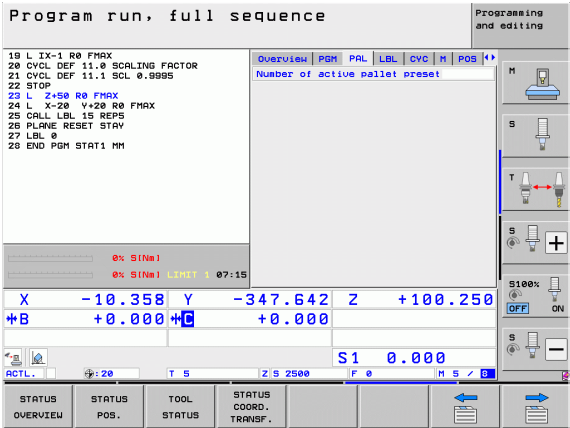 Program run, full sequence
Programming
and editing
19 L IX-1 R0 FMAX
20 CYCL DEF 11.0 SCALING FACTOR
21 CYCL DEF 11.1 SCL 0.9995
22 STOP
23 L Z+50 R0 FMAX
24 L X-20 Y+20 R0 FMAX
25 CALL LBL 15 REP5
26 PLANE RESET STAY
27 LBL 0
28 END PGM STAT1 MM
Overview PGM PAL LBL CYC M POS
Number of active pallet preset
0% S[Nm]
0% S[Nm] LIMIT 1 07:15
X -10.358 Y -347.642 Z +100.250
B +0.000 C +0.000
S1 0.000
ACTL. :20 T 5 Z S 2500 F 0 M 5 / 8
M
S
T
S
S100%
OFF ON
S
STATUS
OVERVIEW
STATUS
POS.
TOOL
STATUS
STATUS
COORD.
TRANSF.